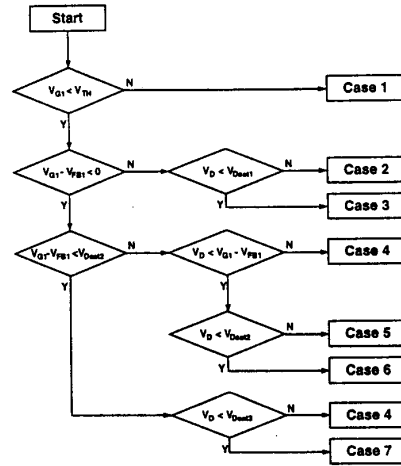 Start
V_G1 < V_TH
N
Case 1
Y
V_G1 - V_FB1 < 0
N
V_D < V_Dsat1
N
Case 2
Y
Y
Case 3
V_G1 - V_FB1 < V_Dsat2
N
V_D < V_G1 - V_FB1
N
Case 4
Y
Y
V_D < V_Dsat2
N
Case 5
Y
Case 6
V_D < V_Dsat3
N
Case 4
Y
Case 7